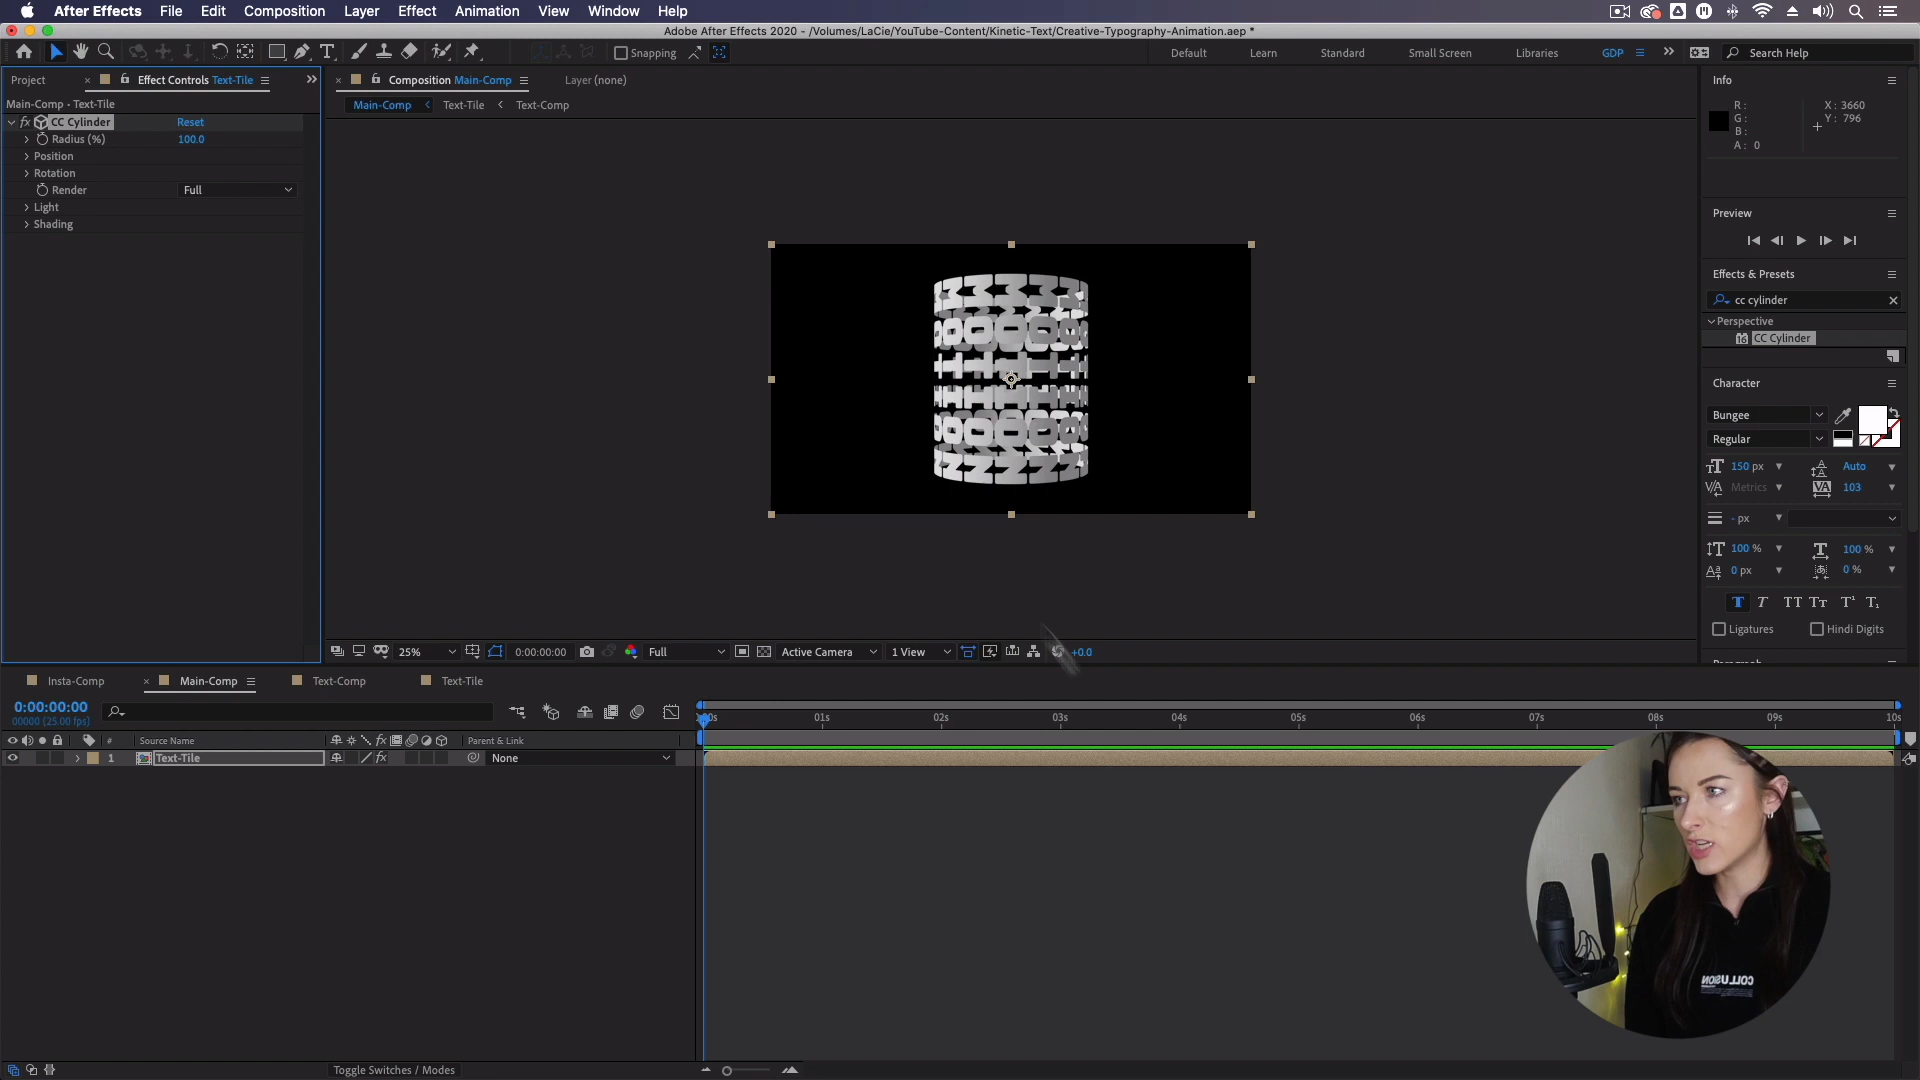 After Effects File Edit Composition Layer Effect Animation View Window Help
Adobe After Effects 2020 - /Volumes/LaCie/YouTube-Content/Kinetic-Text/Creative-Typography-Animation.aep *
Snapping Default Learn Standard Small Screen Libraries GDP Search Help
Project Effect Controls Text-Tile Composition Main-Comp Layer (none) Info
Main-Comp • Text-Tile Main-Comp Text-Tile Text-Comp
fx CC Cylinder Reset
Radius (%) 100.0
Position
Rotation
Render Full
Light
Shading
R :
G :
B :
A : 0
X : 3660
Y : 796
Preview
Effects & Presets
cc cylinder
Perspective
CC Cylinder
Character
Bungee
Regular
150 px Auto
Metrics 103
- px
100 % 100 %
0 px 0 %
Ligatures Hindi Digits
25% 0:00:00:00 Full Active Camera 1 View +0.0
Insta-Comp Main-Comp Text-Comp Text-Tile
0:00:00:00
00000 (25.00 fps)
01s 02s 03s 04s 05s 06s 07s 08s 09s 10s
# Source Name Parent & Link
1 Text-Tile None
Toggle Switches / Modes
COLLUSION